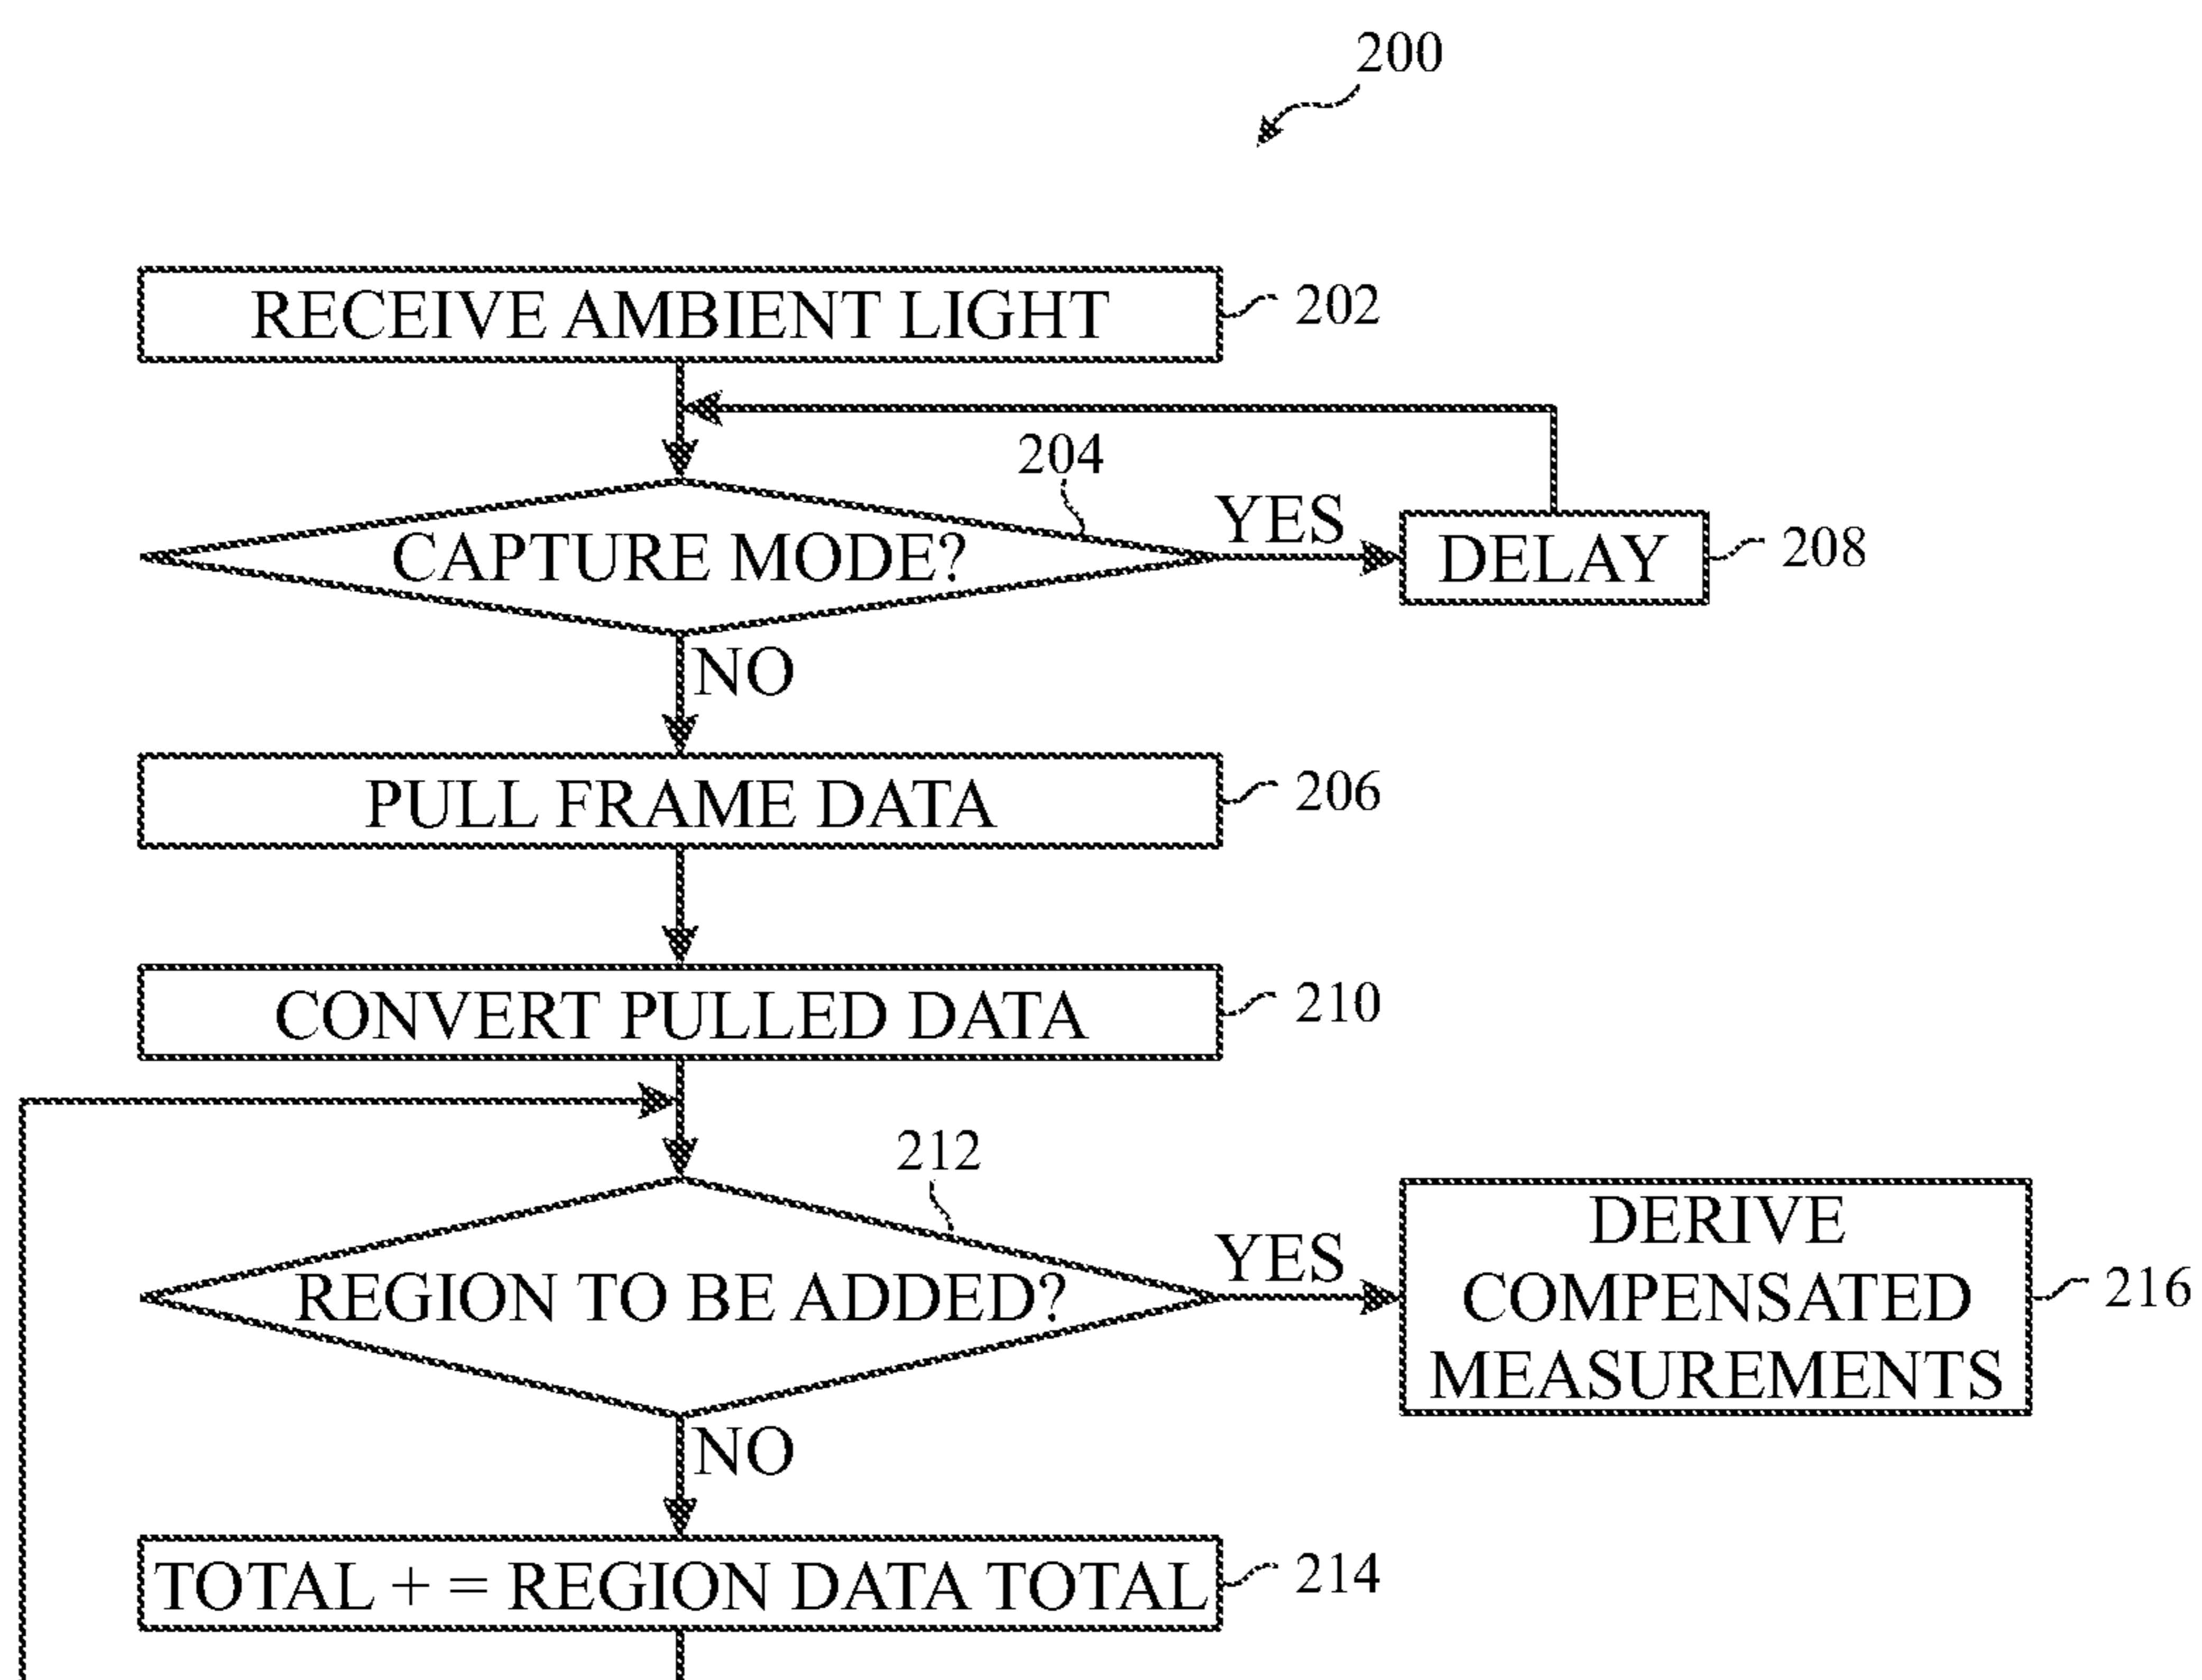 200
RECEIVE AMBIENT LIGHT
202
204
CAPTURE MODE?
YES
DELAY
208
NO
PULL FRAME DATA
206
CONVERT PULLED DATA
210
212
REGION TO BE ADDED?
YES
DERIVE
COMPENSATED
MEASUREMENTS
216
NO
TOTAL + = REGION DATA TOTAL
214